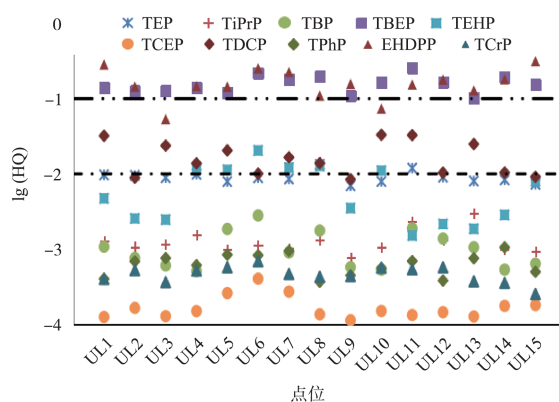 0
TEP TiPrP TBP TBEP TEHP
TCEP TDCP TPhP EHDPP TCrP
−1
−2
−3
−4
lg (HQ)
UL1 UL2 UL3 UL4 UL5 UL6 UL7 UL8 UL9 UL10 UL11 UL12 UL13 UL14 UL15
点位